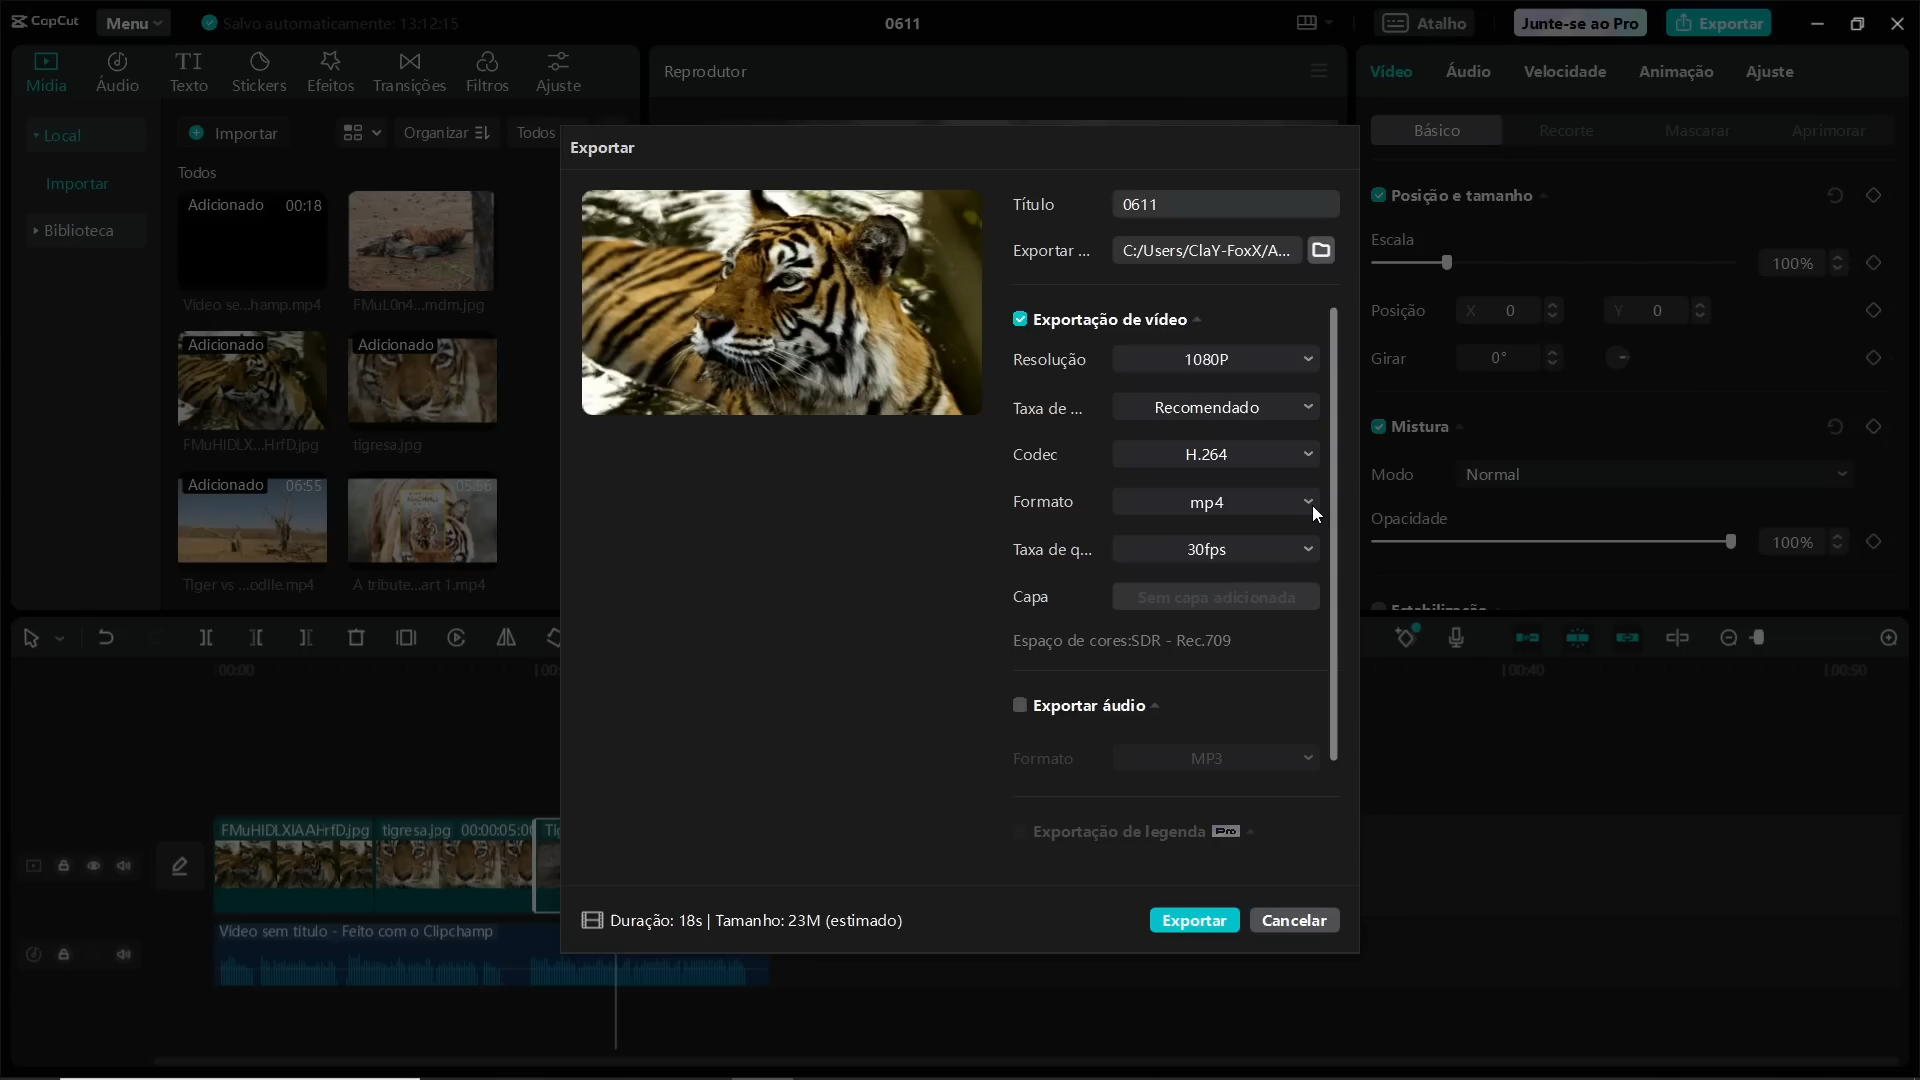 CapCut
Menu
Salvo automaticamente: 13:12:15
0611
Atalho
Junte-se ao Pro
Exportar
Mídia
Áudio
Texto
Stickers
Efeitos
Transições
Filtros
Ajuste
Local
Importar
Biblioteca
Importar
Organizar
Todos
Todos
Adicionado 00:18
Vídeo se...hamp.mp4
FMuL0n4...mdm.jpg
Adicionado
FMuHIDLX...HrfD.jpg
Adicionado
tigresa.jpg
Adicionado 06:55
Tiger vs ...odile.mp4
A tribute...art 1.mp4
Reprodutor
Vídeo
Áudio
Velocidade
Animação
Ajuste
Básico
Recorte
Mascarar
Aprimorar
Posição e tamanho
Escala
100%
Posição X 0 Y 0
Girar 0°
Mistura
Modo Normal
Opacidade
100%
Estabilização
Exportar
Título 0611
Exportar ... C:/Users/ClaY-FoxX/A...
Exportação de vídeo
Resolução 1080P
Taxa de ... Recomendado
Codec H.264
Formato mp4
Taxa de q... 30fps
Capa Sem capa adicionada
Espaço de cores:SDR - Rec.709
Exportar áudio
Formato MP3
Exportação de legenda Pro
Duração: 18s | Tamanho: 23M (estimado)
Exportar
Cancelar
00:00
00:40
00:50
FMuHIDLXIAAHrfD.jpg
tigresa.jpg 00:00:05:00
Vídeo sem título - Feito com o Clipchamp